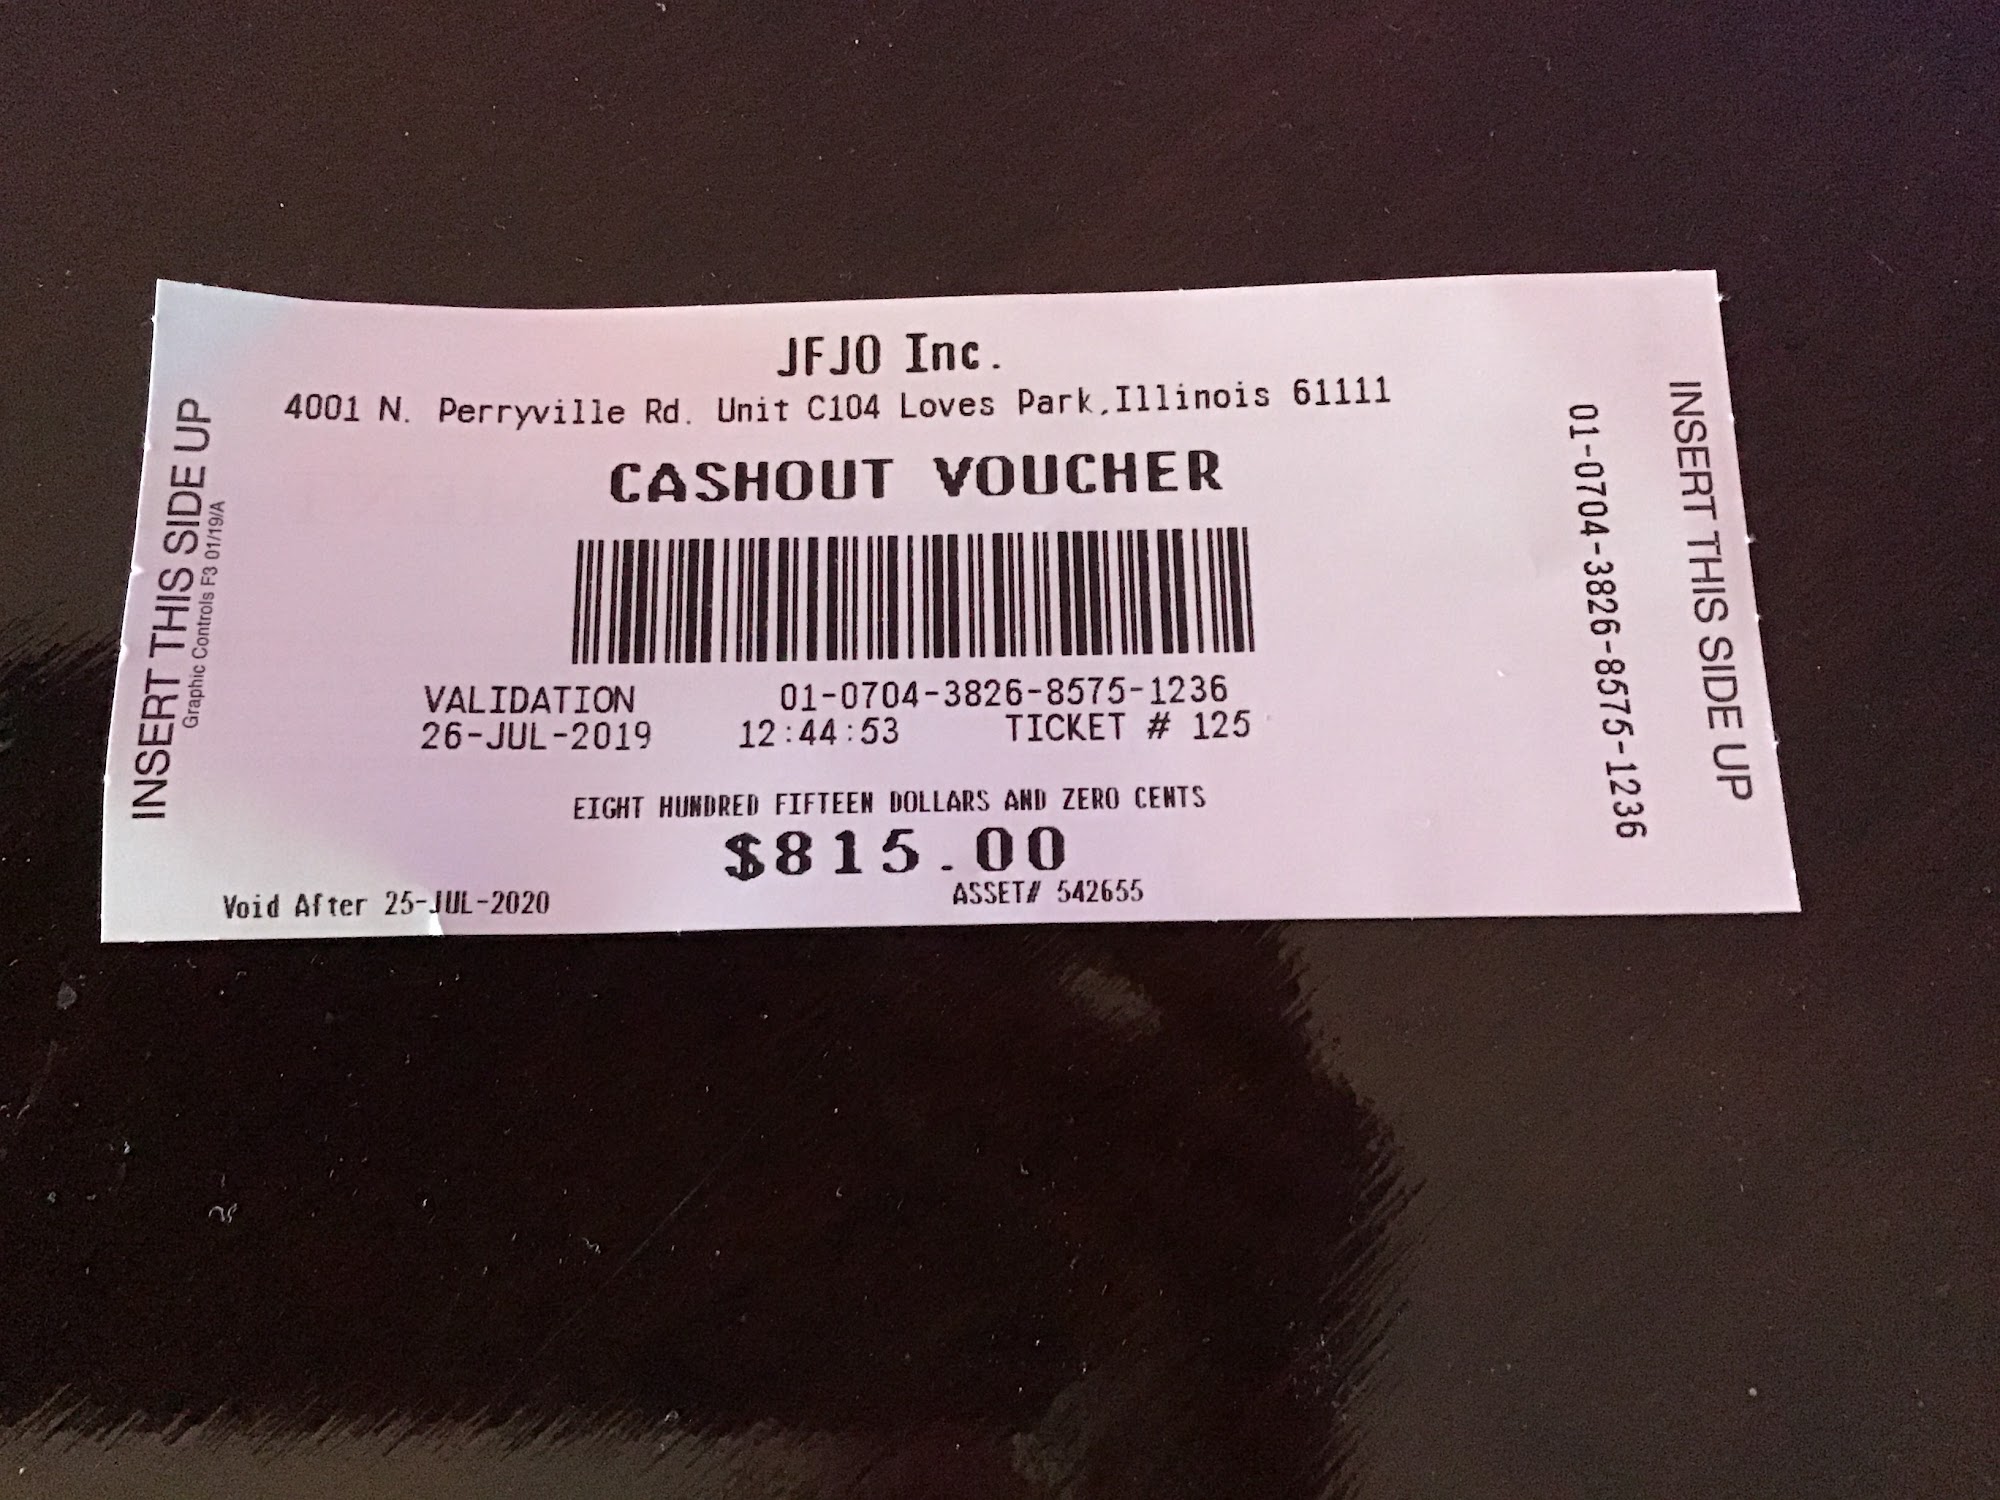 JFJO Inc.
4001 N. Perryville Rd. Unit C104 Loves Park,Illinois 61111
CASHOUT VOUCHER
VALIDATION 01-0704-3826-8575-1236
26-JUL-2019 12:44:53 TICKET # 125
EIGHT HUNDRED FIFTEEN DOLLARS AND ZERO CENTS
$815.00
Void After 25-JUL-2020 ASSET# 542655
INSERT THIS SIDE UP
Graphic Controls F3 01/19/A
01-0704-3826-8575-1236
INSERT THIS SIDE UP